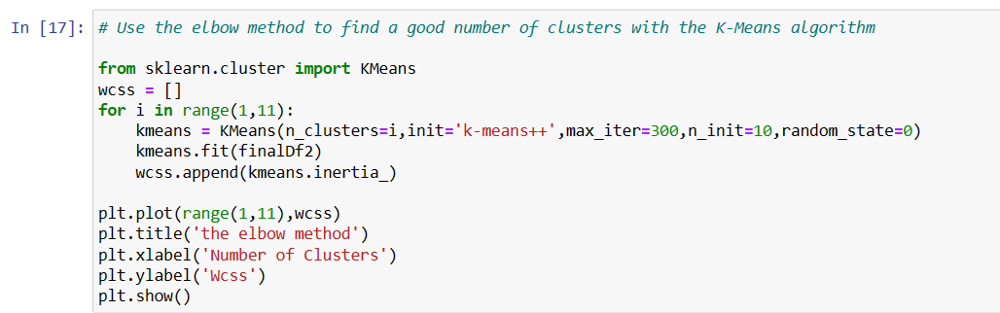 In [17]: # Use the elbow method to find a good number of clusters with the K-Means algorithm

from sklearn.cluster import KMeans
wcss = []
for i in range(1,11):
    kmeans = KMeans(n_clusters=i,init='k-means++',max_iter=300,n_init=10,random_state=0)
    kmeans.fit(finalDf2)
    wcss.append(kmeans.inertia_)

plt.plot(range(1,11),wcss)
plt.title('the elbow method')
plt.xlabel('Number of Clusters')
plt.ylabel('Wcss')
plt.show()